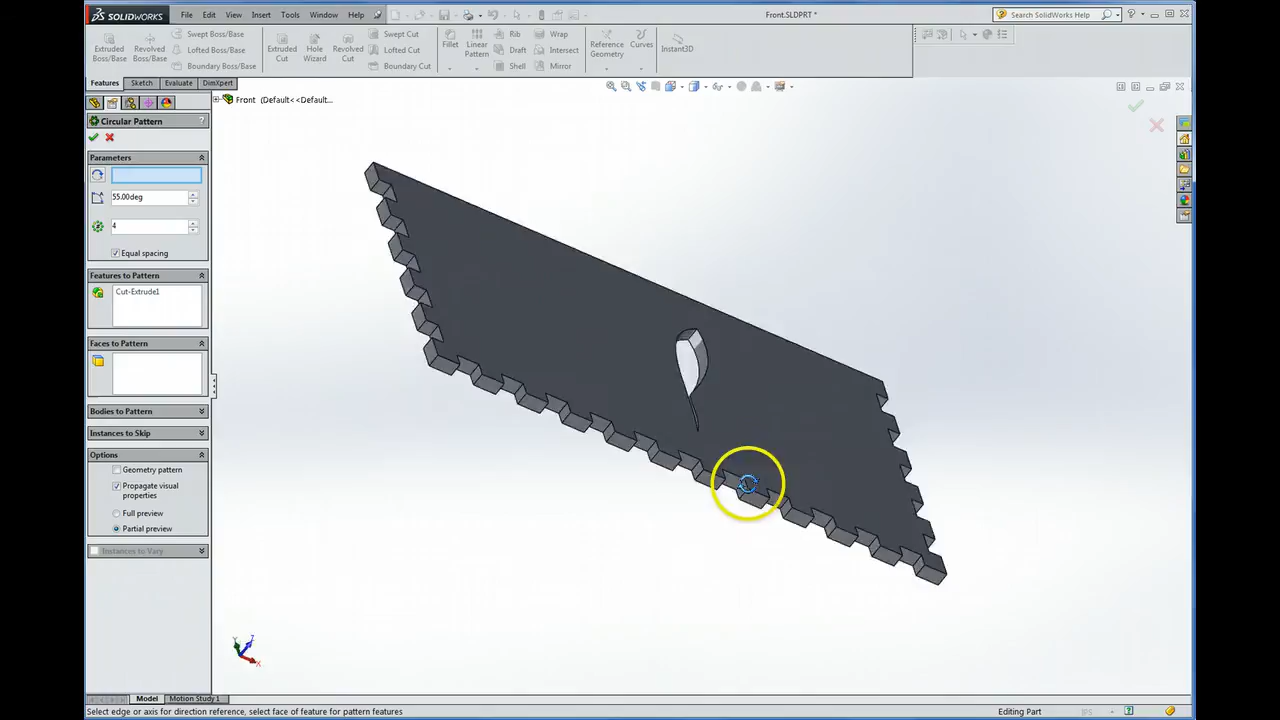 SOLIDWORKS File Edit View Insert Tools Window Help Front.SLDPRT * Search SolidWorks Help
Extruded Boss/Base
Revolved Boss/Base
Swept Boss/Base
Lofted Boss/Base
Boundary Boss/Base
Extruded Cut
Hole Wizard
Revolved Cut
Swept Cut
Lofted Cut
Boundary Cut
Fillet
Linear Pattern
Rib
Draft
Shell
Wrap
Intersect
Mirror
Reference Geometry
Curves
Instant3D
Features Sketch Evaluate DimXpert
Front (Default<<Default...
Circular Pattern ?
Parameters
55.00deg
4
Equal spacing
Features to Pattern
Cut-Extrude1
Faces to Pattern
Bodies to Pattern
Instances to Skip
Options
Geometry pattern
Propagate visual
properties
Full preview
Partial preview
Instances to Vary
Y Z X
Model Motion Study 1
Select edge or axis for direction reference, select face of feature for pattern features Editing Part IPS